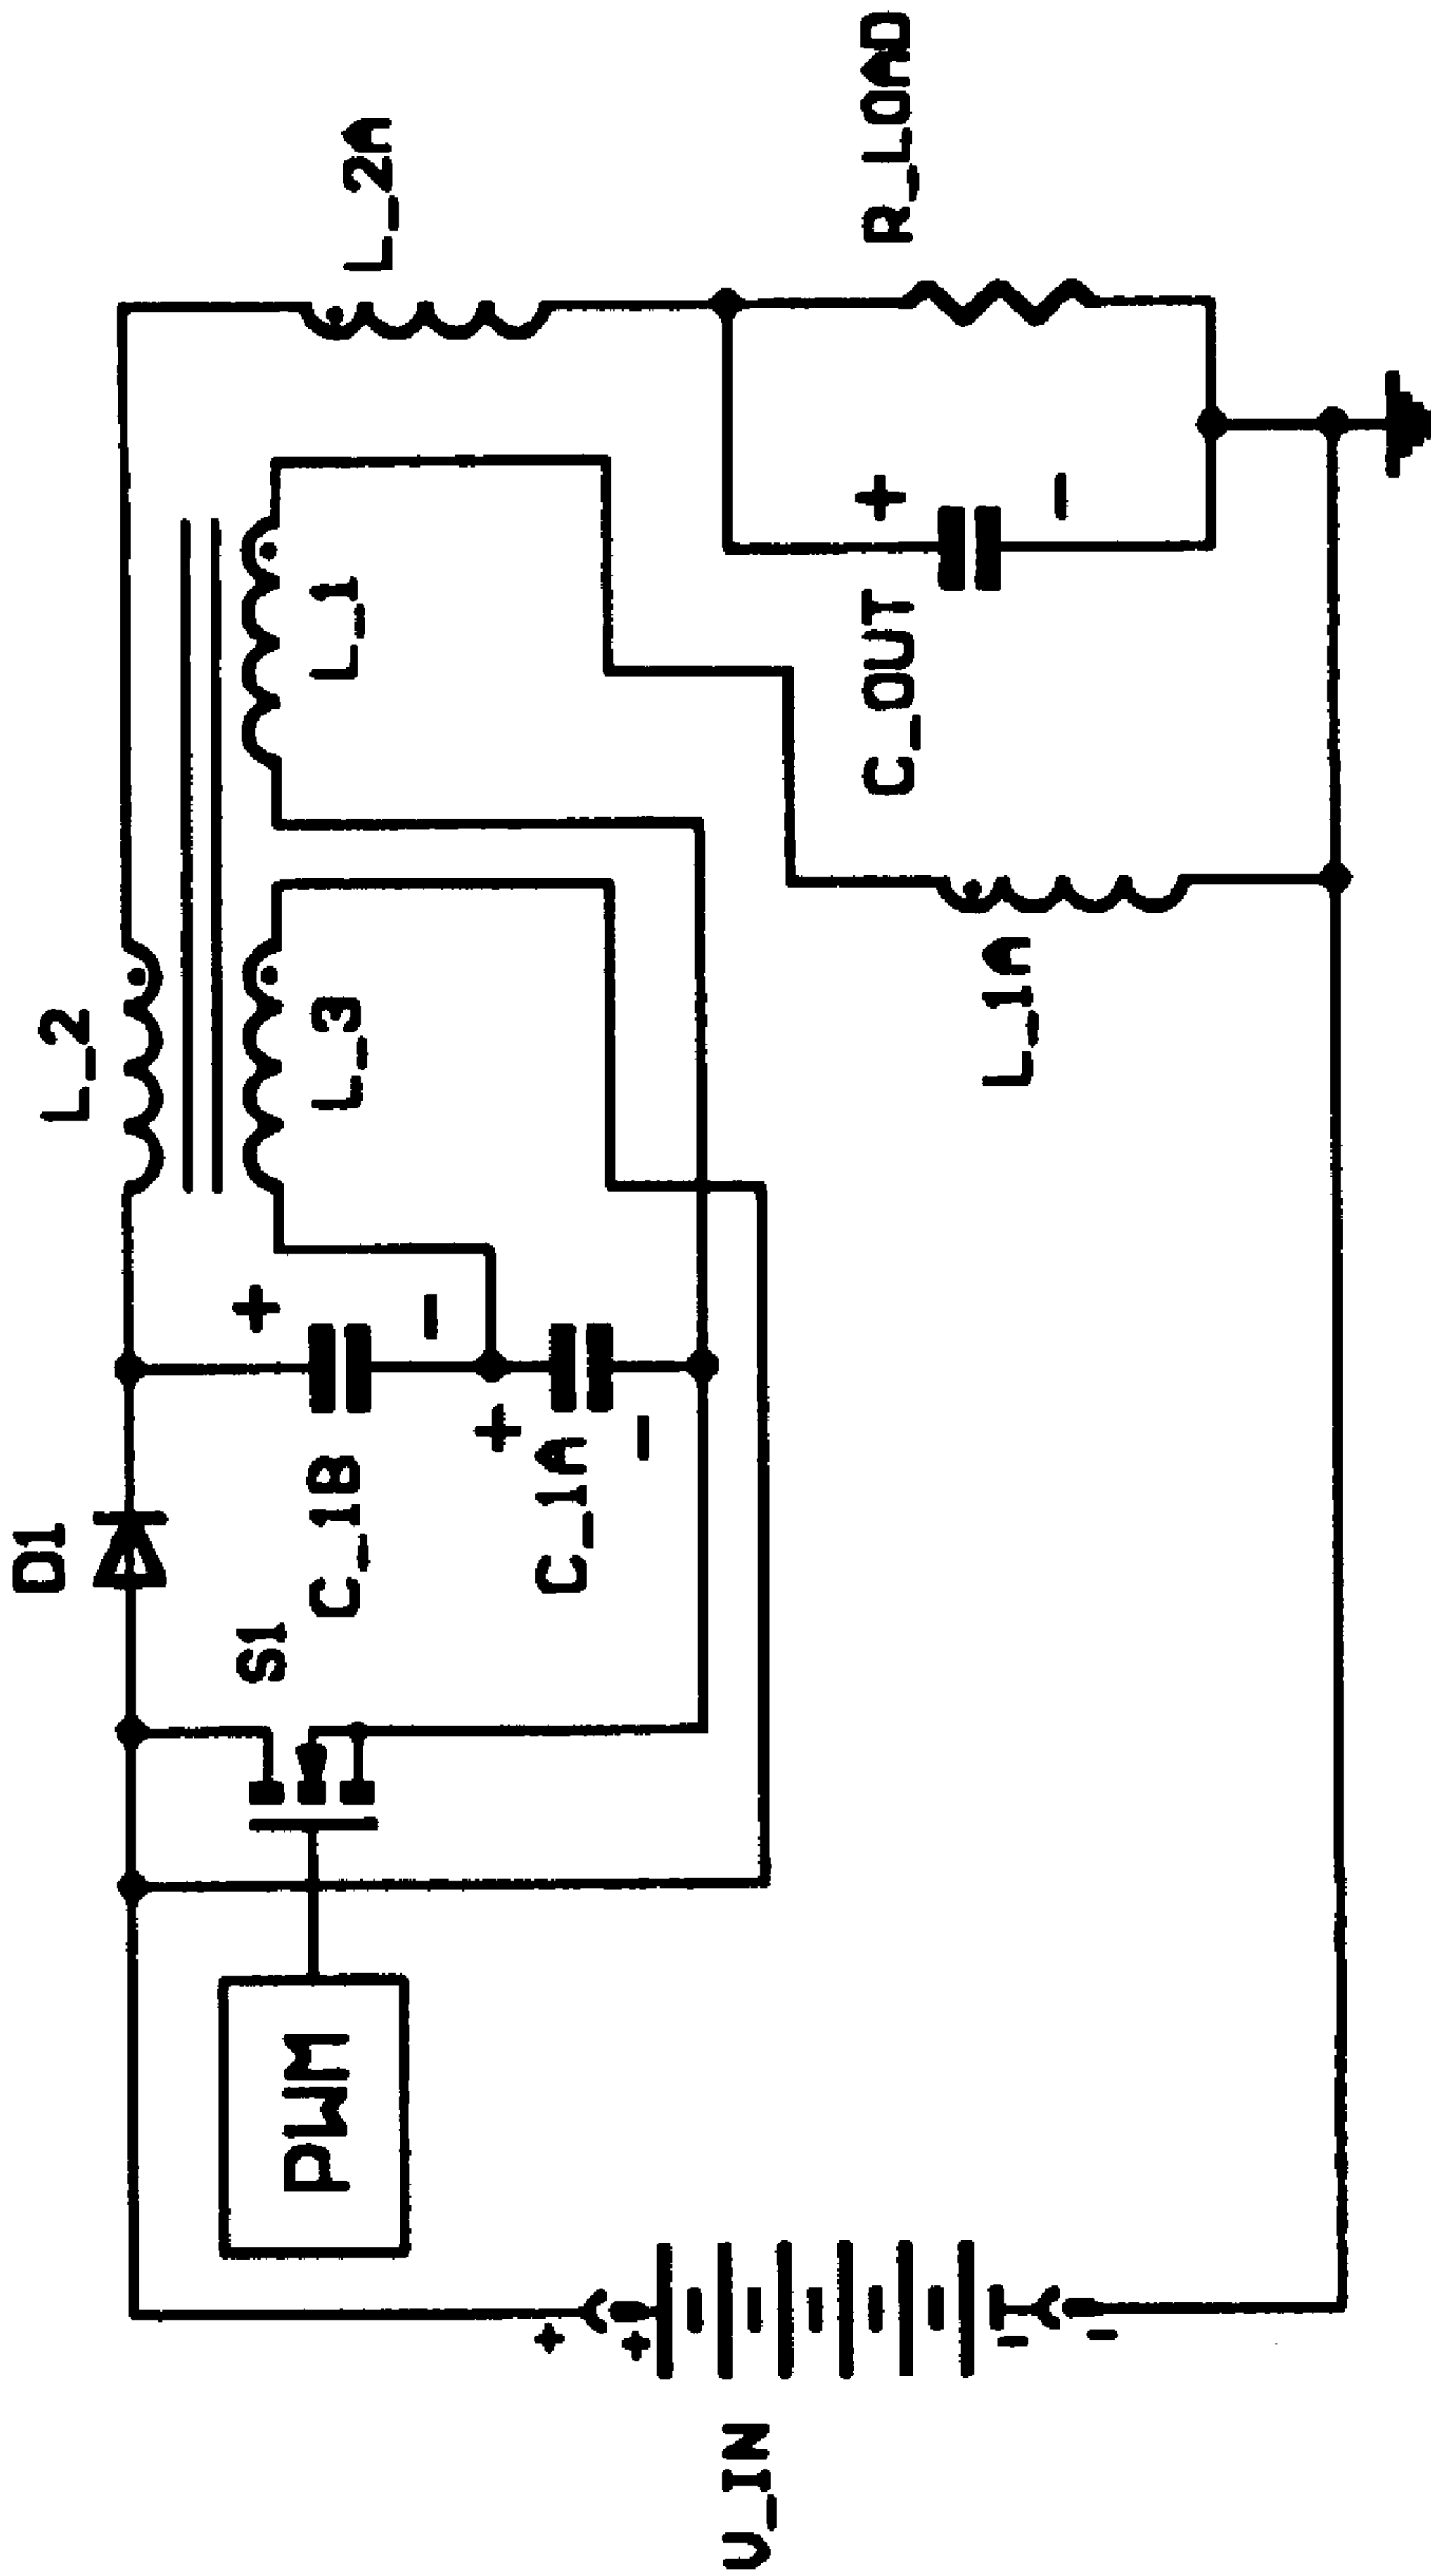 L_2
D1
S1
L_3
L_1
L_2A
C_1B
C_1A
PWM
L_1A
C_OUT
R_LOAD
V_IN
+
-
+
-
+
-
+
+
-
-